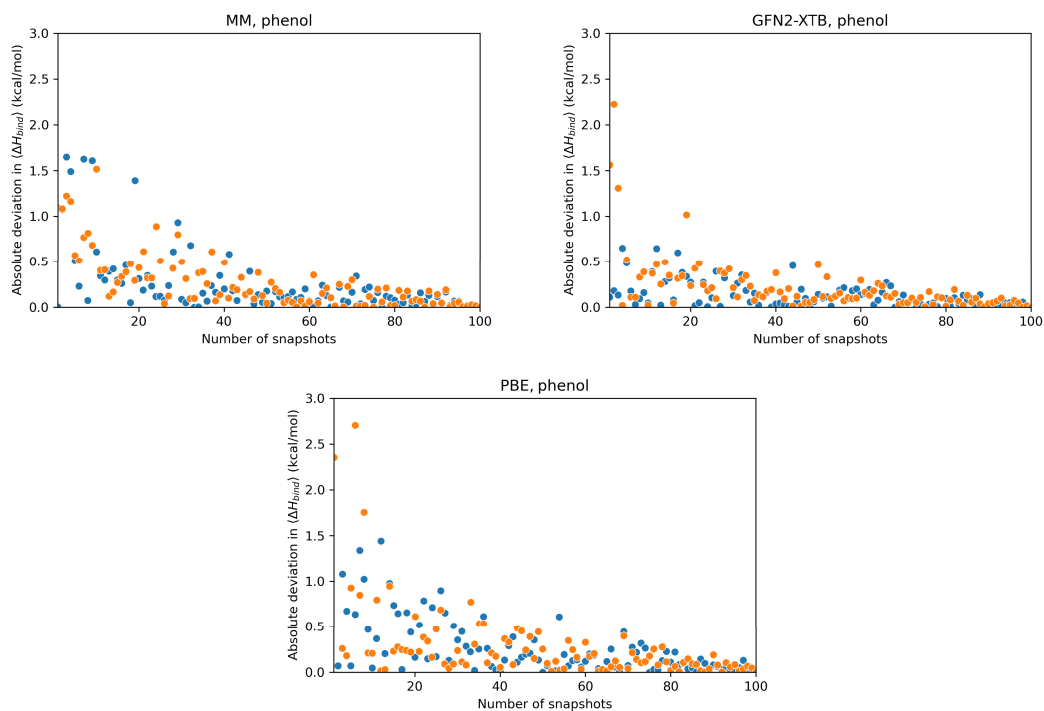 MM, phenol
3.0
2.5
2.0
1.5
1.0
0.5
0.0
Absolute deviation in ⟨ΔH_bind⟩ (kcal/mol)
20 40 60 80 100
Number of snapshots
GFN2-XTB, phenol
3.0
2.5
2.0
1.5
1.0
0.5
0.0
Absolute deviation in ⟨ΔH_bind⟩ (kcal/mol)
20 40 60 80 100
Number of snapshots
PBE, phenol
3.0
2.5
2.0
1.5
1.0
0.5
0.0
Absolute deviation in ⟨ΔH_bind⟩ (kcal/mol)
20 40 60 80 100
Number of snapshots